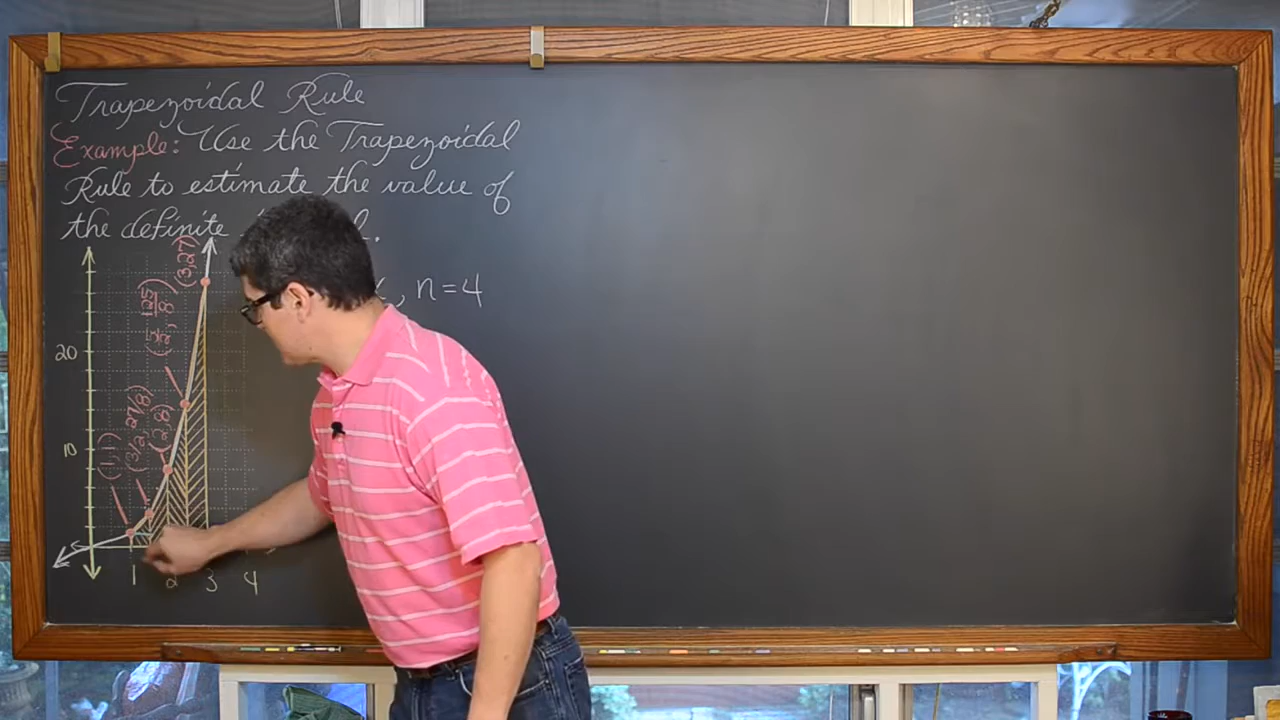 Trapezoidal Rule
Example: Use the Trapezoidal
Rule to estimate the value of
the definite
, n=4
(3,27)
(5/2, 125/8)
20
(2,8)
(3/2, 27/8)
(1,1)
10
1 2 3 4